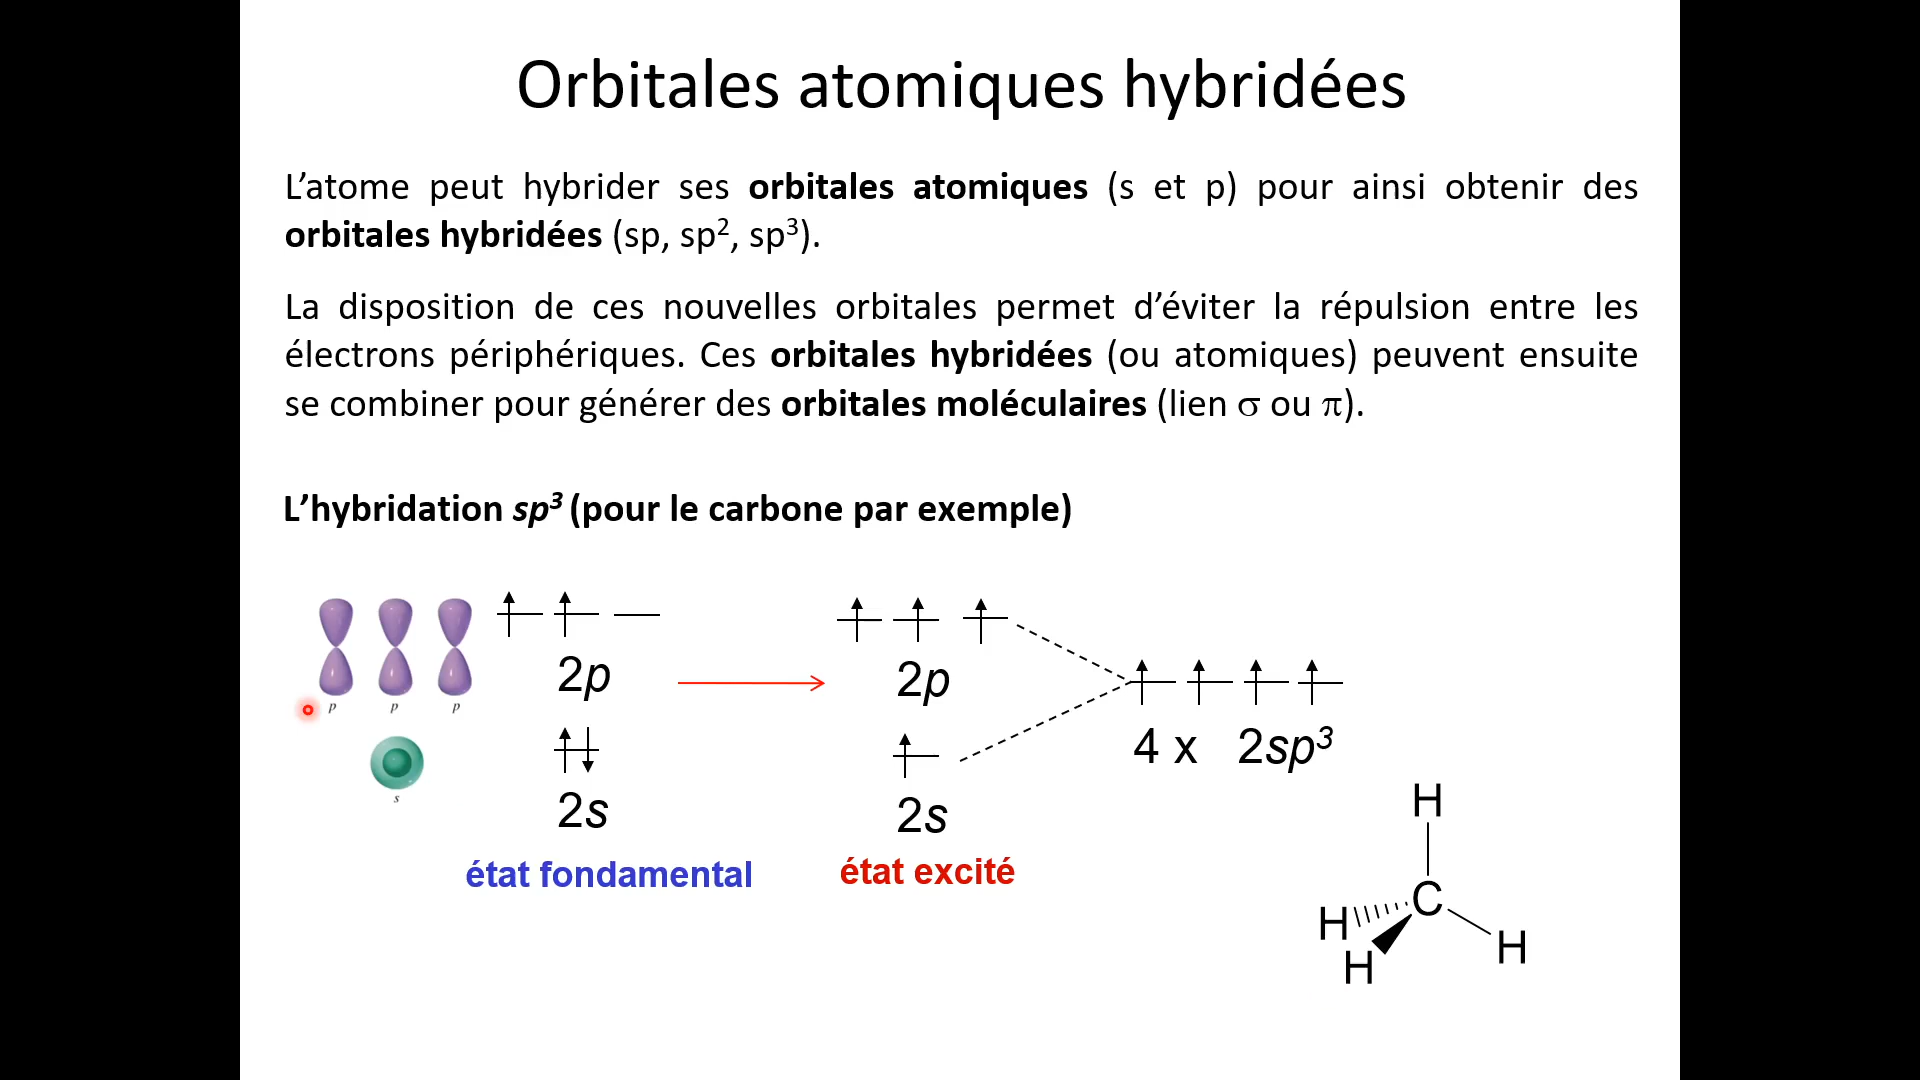 Orbitales atomiques hybridées
L’atome peut hybrider ses orbitales atomiques (s et p) pour ainsi obtenir des
orbitales hybridées (sp, sp², sp³).
La disposition de ces nouvelles orbitales permet d’éviter la répulsion entre les
électrons périphériques. Ces orbitales hybridées (ou atomiques) peuvent ensuite
se combiner pour générer des orbitales moléculaires (lien σ ou π).
L’hybridation sp³ (pour le carbone par exemple)
p p p
s
2p
2s
état fondamental
2p
2s
état excité
4 x 2sp³
H
C
H
H
H